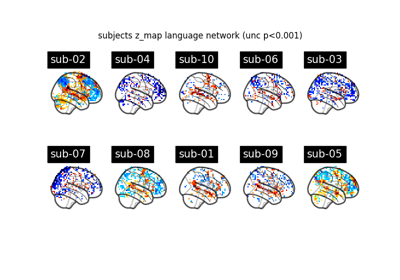 subjects z_map language network (unc p<0.001)
sub-02 sub-04 sub-10 sub-06 sub-03
sub-07 sub-08 sub-01 sub-09 sub-05